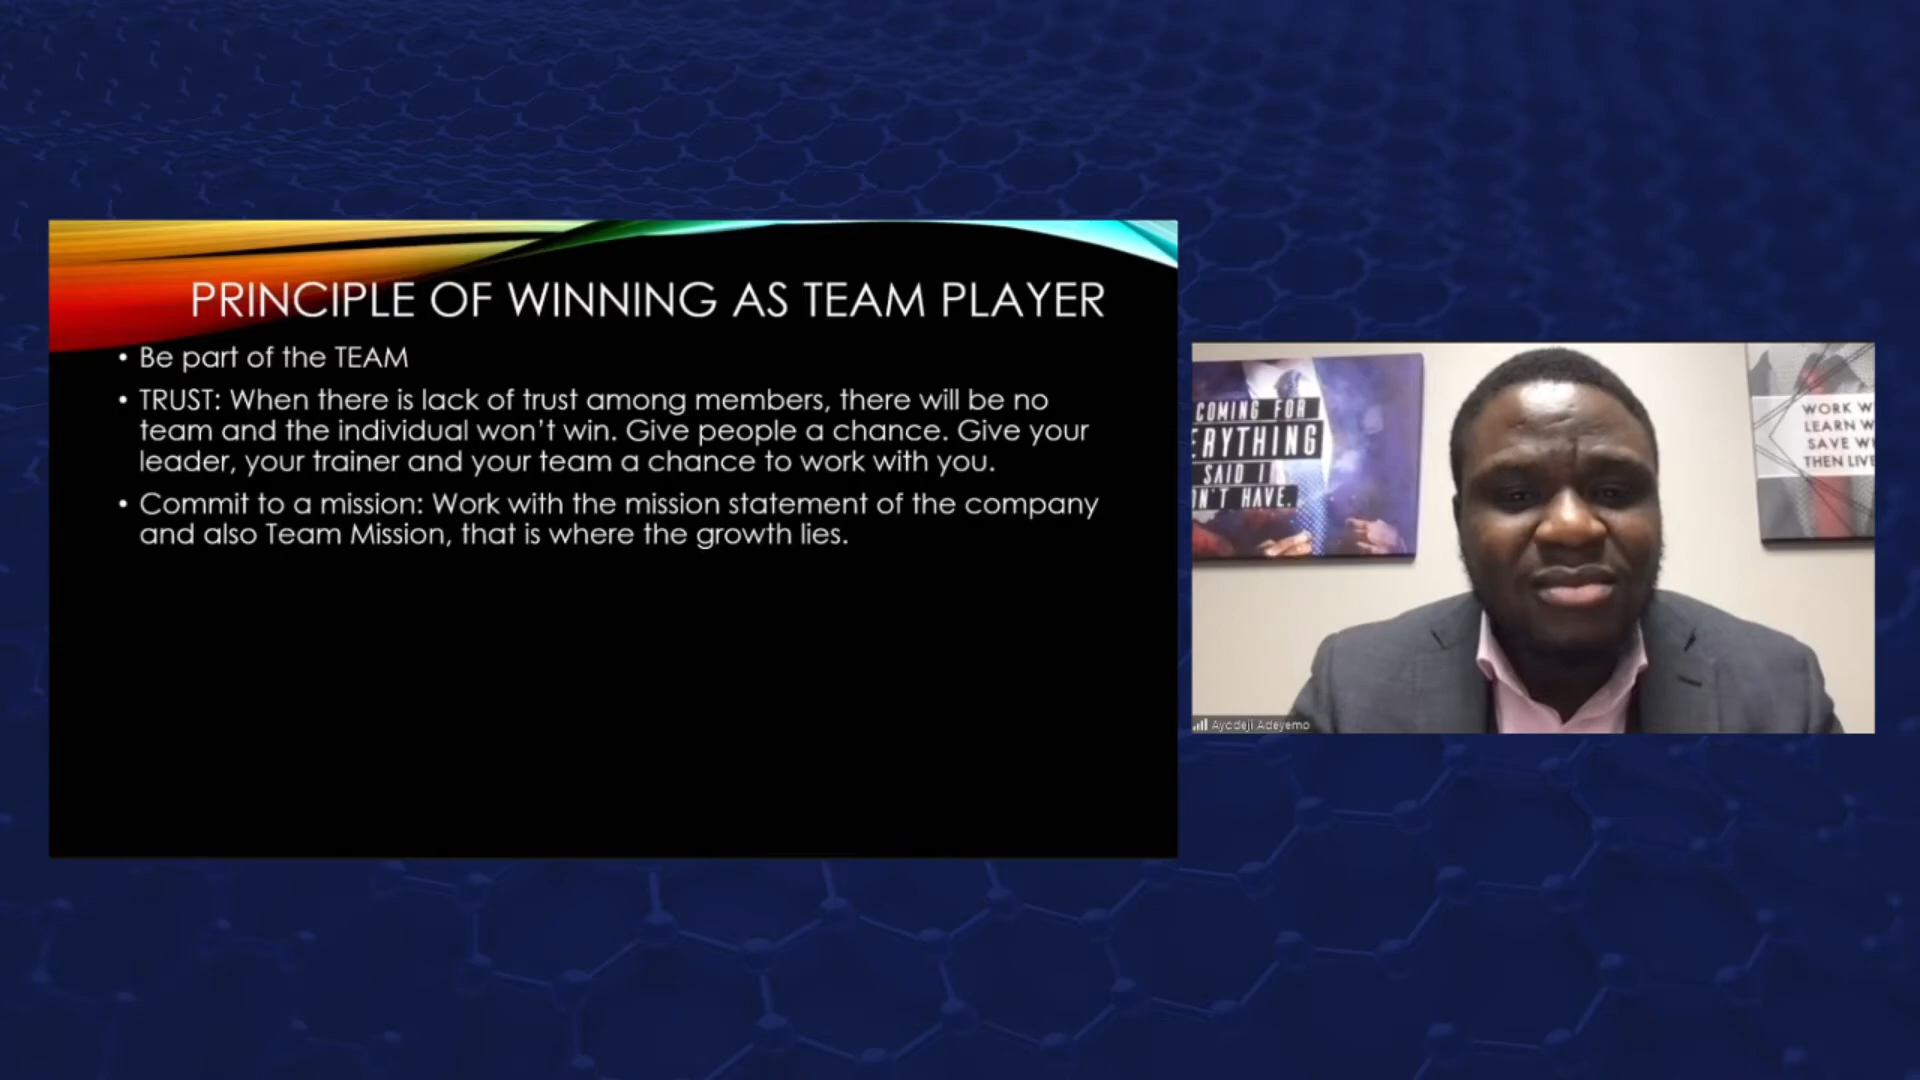 PRINCIPLE OF WINNING AS TEAM PLAYER
• Be part of the TEAM
• TRUST: When there is lack of trust among members, there will be no
team and the individual won't win. Give people a chance. Give your
leader, your trainer and your team a chance to work with you.
• Commit to a mission: Work with the mission statement of the company
and also Team Mission, that is where the growth lies.
COMING FOR
ERYTHING
SAID I
N'T HAVE.
WORK W
LEARN W
SAVE WI
THEN LIVE
Ayodeji Adeyemo